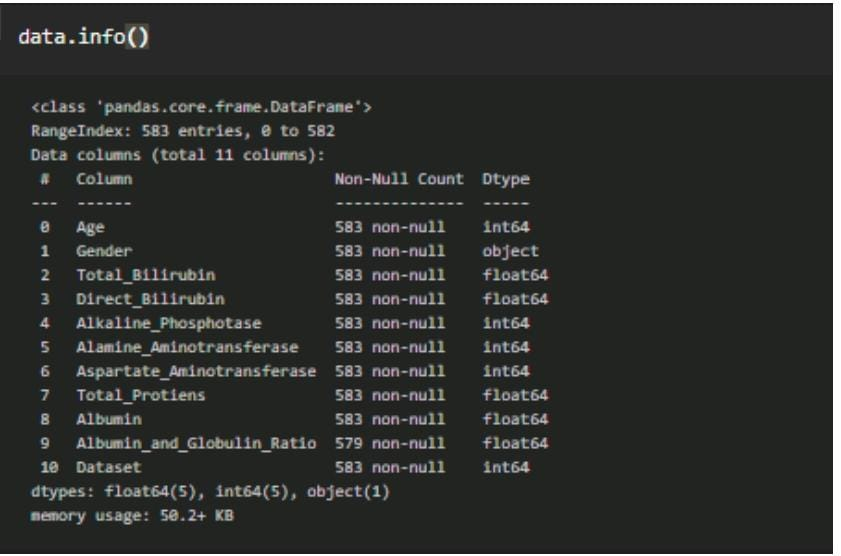 data.info()
<class 'pandas.core.frame.DataFrame'>
RangeIndex: 583 entries, 0 to 582
Data columns (total 11 columns):
 #   Column                      Non-Null Count  Dtype
---  ------                      --------------  -----
 0   Age                         583 non-null    int64
 1   Gender                      583 non-null    object
 2   Total_Bilirubin             583 non-null    float64
 3   Direct_Bilirubin            583 non-null    float64
 4   Alkaline_Phosphotase        583 non-null    int64
 5   Alamine_Aminotransferase    583 non-null    int64
 6   Aspartate_Aminotransferase  583 non-null    int64
 7   Total_Protiens              583 non-null    float64
 8   Albumin                     583 non-null    float64
 9   Albumin_and_Globulin_Ratio  579 non-null    float64
 10  Dataset                     583 non-null    int64
dtypes: float64(5), int64(5), object(1)
memory usage: 50.2+ KB